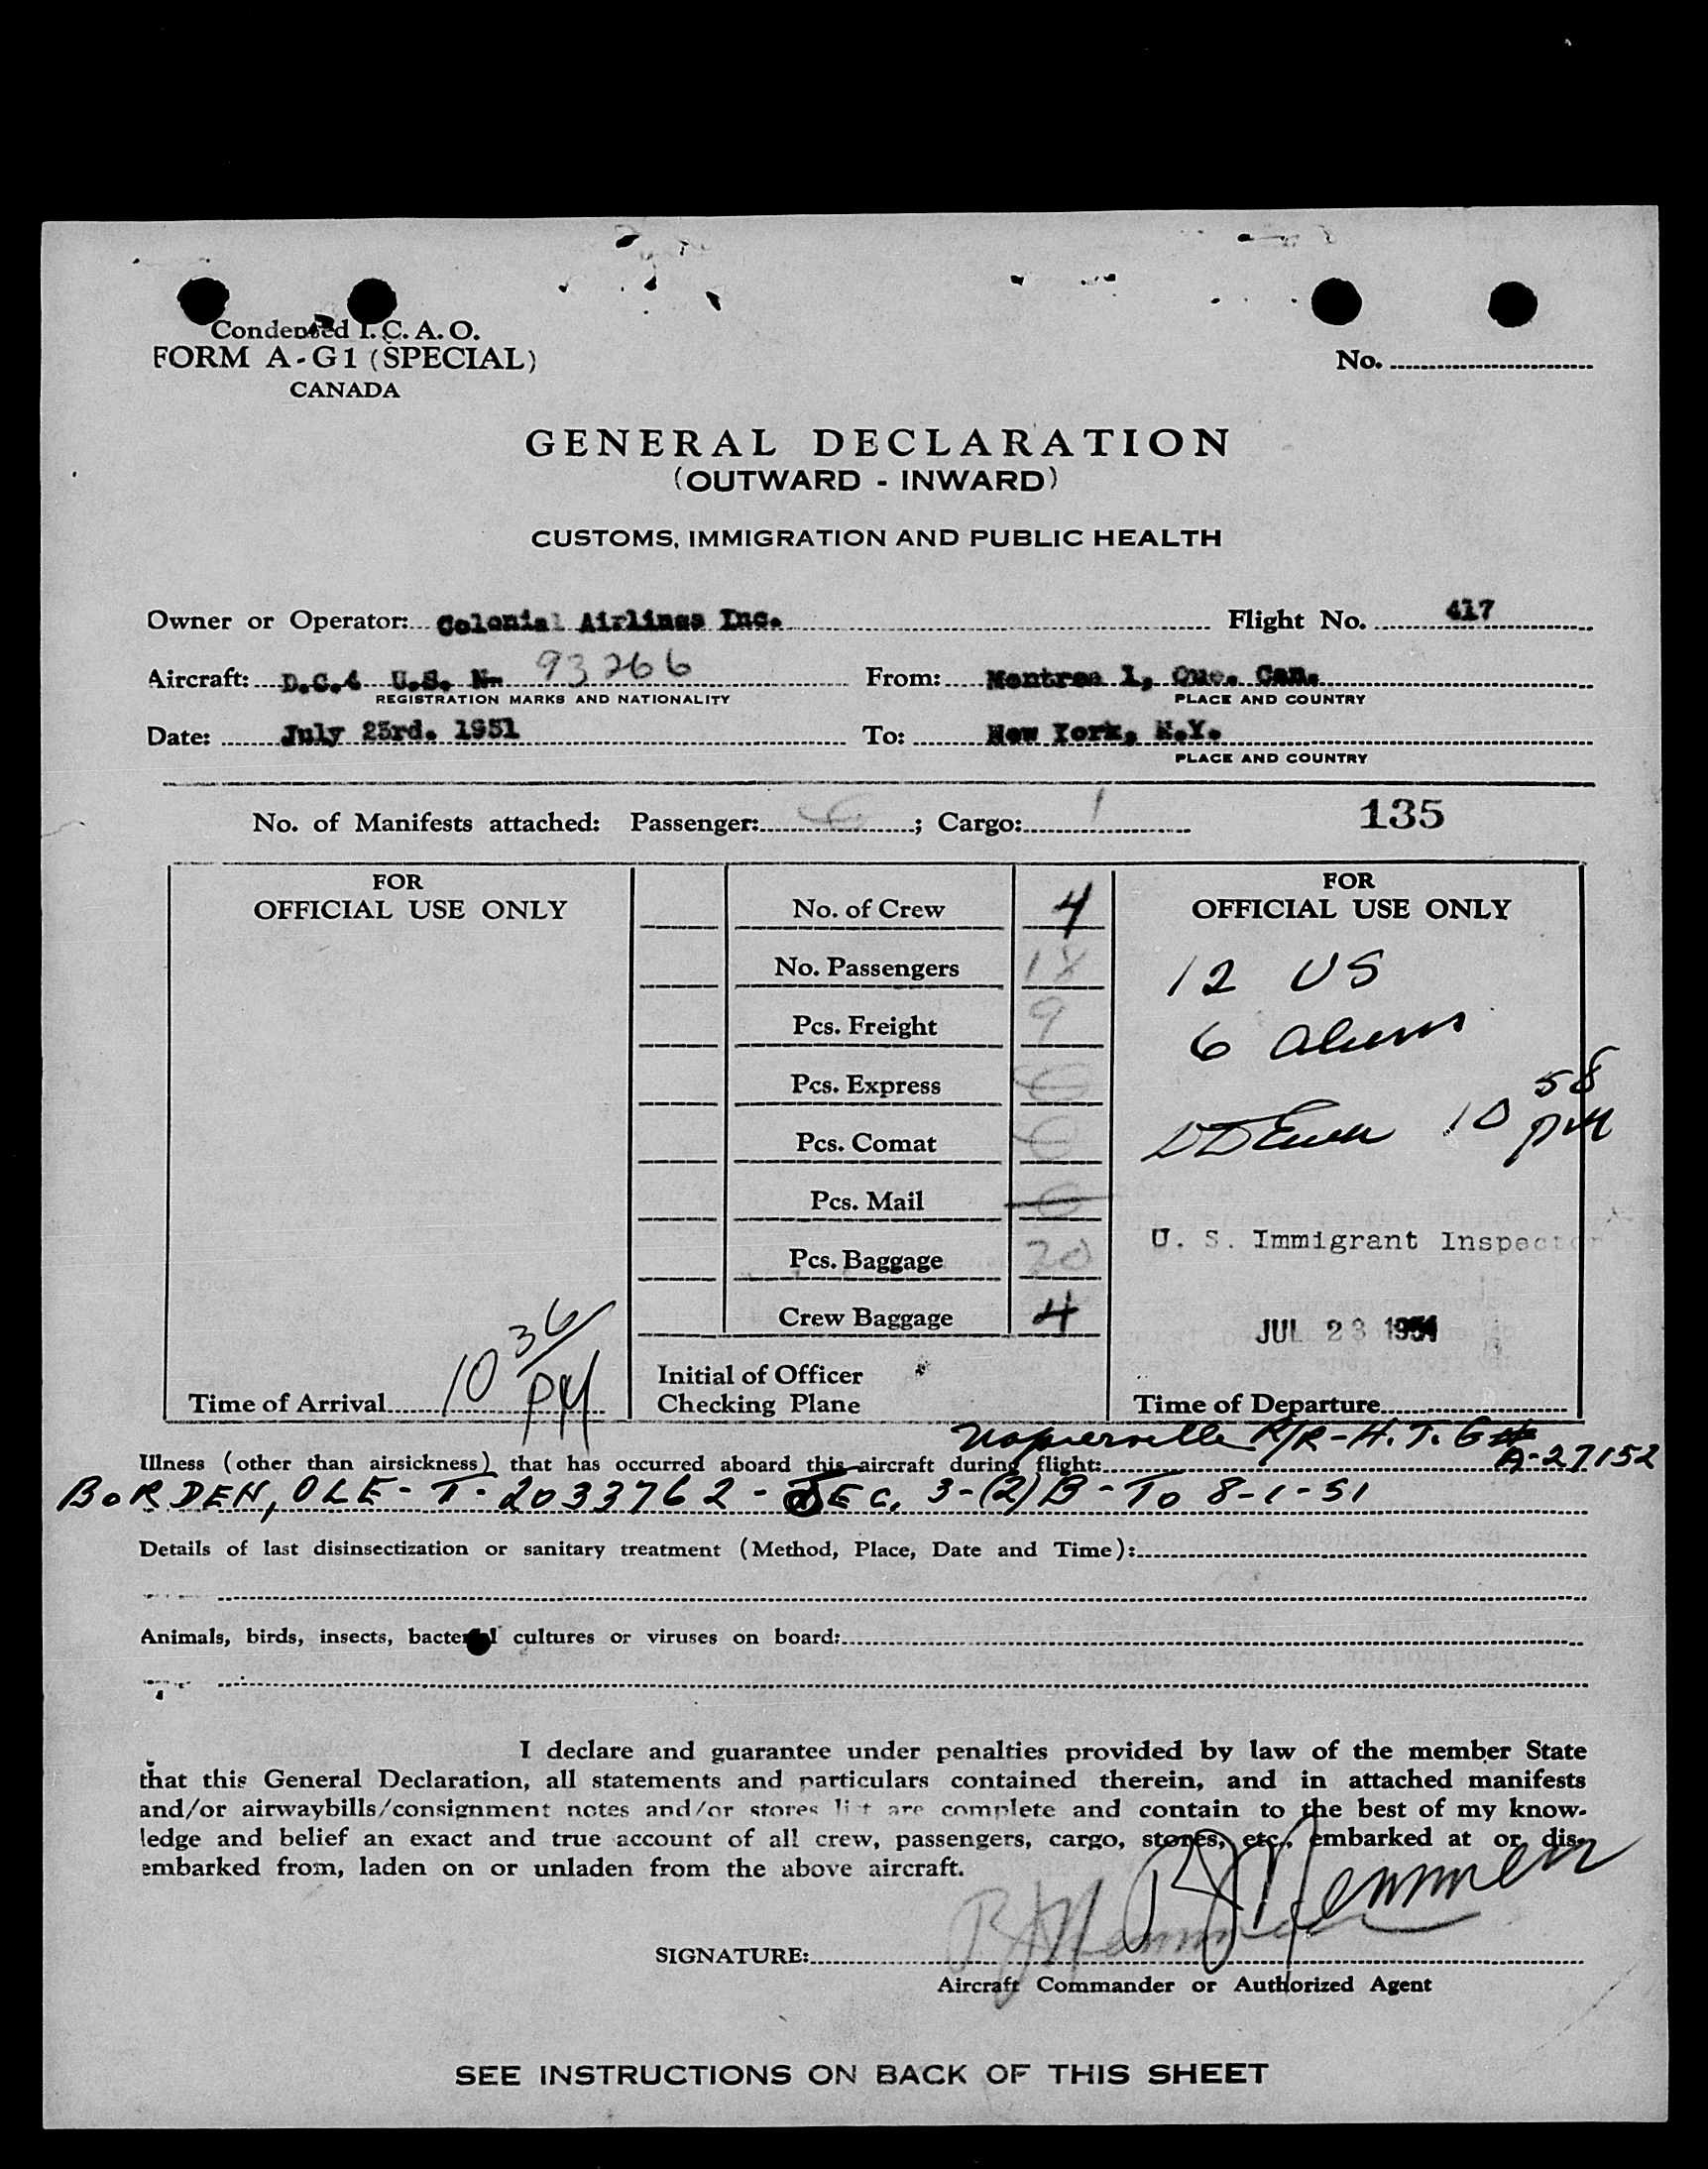 Condensed I. C. A. O.
FORM A-G1 (SPECIAL)
CANADA
No.
GENERAL DECLARATION
(OUTWARD - INWARD)
CUSTOMS, IMMIGRATION AND PUBLIC HEALTH
Owner or Operator: Colonial Airlines Inc. Flight No. 417
Aircraft: D.C.4 U.S. N- 93266 From: Montrea l, Que. Can.
REGISTRATION MARKS AND NATIONALITY PLACE AND COUNTRY
Date: July 23rd. 1951 To: New York, N.Y.
PLACE AND COUNTRY
No. of Manifests attached: Passenger: ; Cargo: 1 135
FOR
OFFICIAL USE ONLY
Time of Arrival 10 36 PM
No. of Crew 4
No. Passengers 18
Pcs. Freight 9
Pcs. Express
Pcs. Comat
Pcs. Mail
Pcs. Baggage 20
Crew Baggage 4
Initial of Officer
Checking Plane
FOR
OFFICIAL USE ONLY
12 US
6 Aliens
10 58 PM
U. S. Immigrant Inspector
JUL 23 1951
Time of Departure
Napierville R/R - H. T. G
Illness (other than airsickness) that has occurred aboard this aircraft during flight: A-27152
BORDEN, OLE - T - 2033762 - SEC. 3-(2)B - TO 8-1-51
Details of last disinsectization or sanitary treatment (Method, Place, Date and Time):
Animals, birds, insects, bacterial cultures or viruses on board:
I declare and guarantee under penalties provided by law of the member State
that this General Declaration, all statements and particulars contained therein, and in attached manifests
and/or airwaybills/consignment notes and/or stores list are complete and contain to the best of my know-
ledge and belief an exact and true account of all crew, passengers, cargo, stores, etc., embarked at or dis-
embarked from, laden on or unladen from the above aircraft.
SIGNATURE:
Aircraft Commander or Authorized Agent
SEE INSTRUCTIONS ON BACK OF THIS SHEET